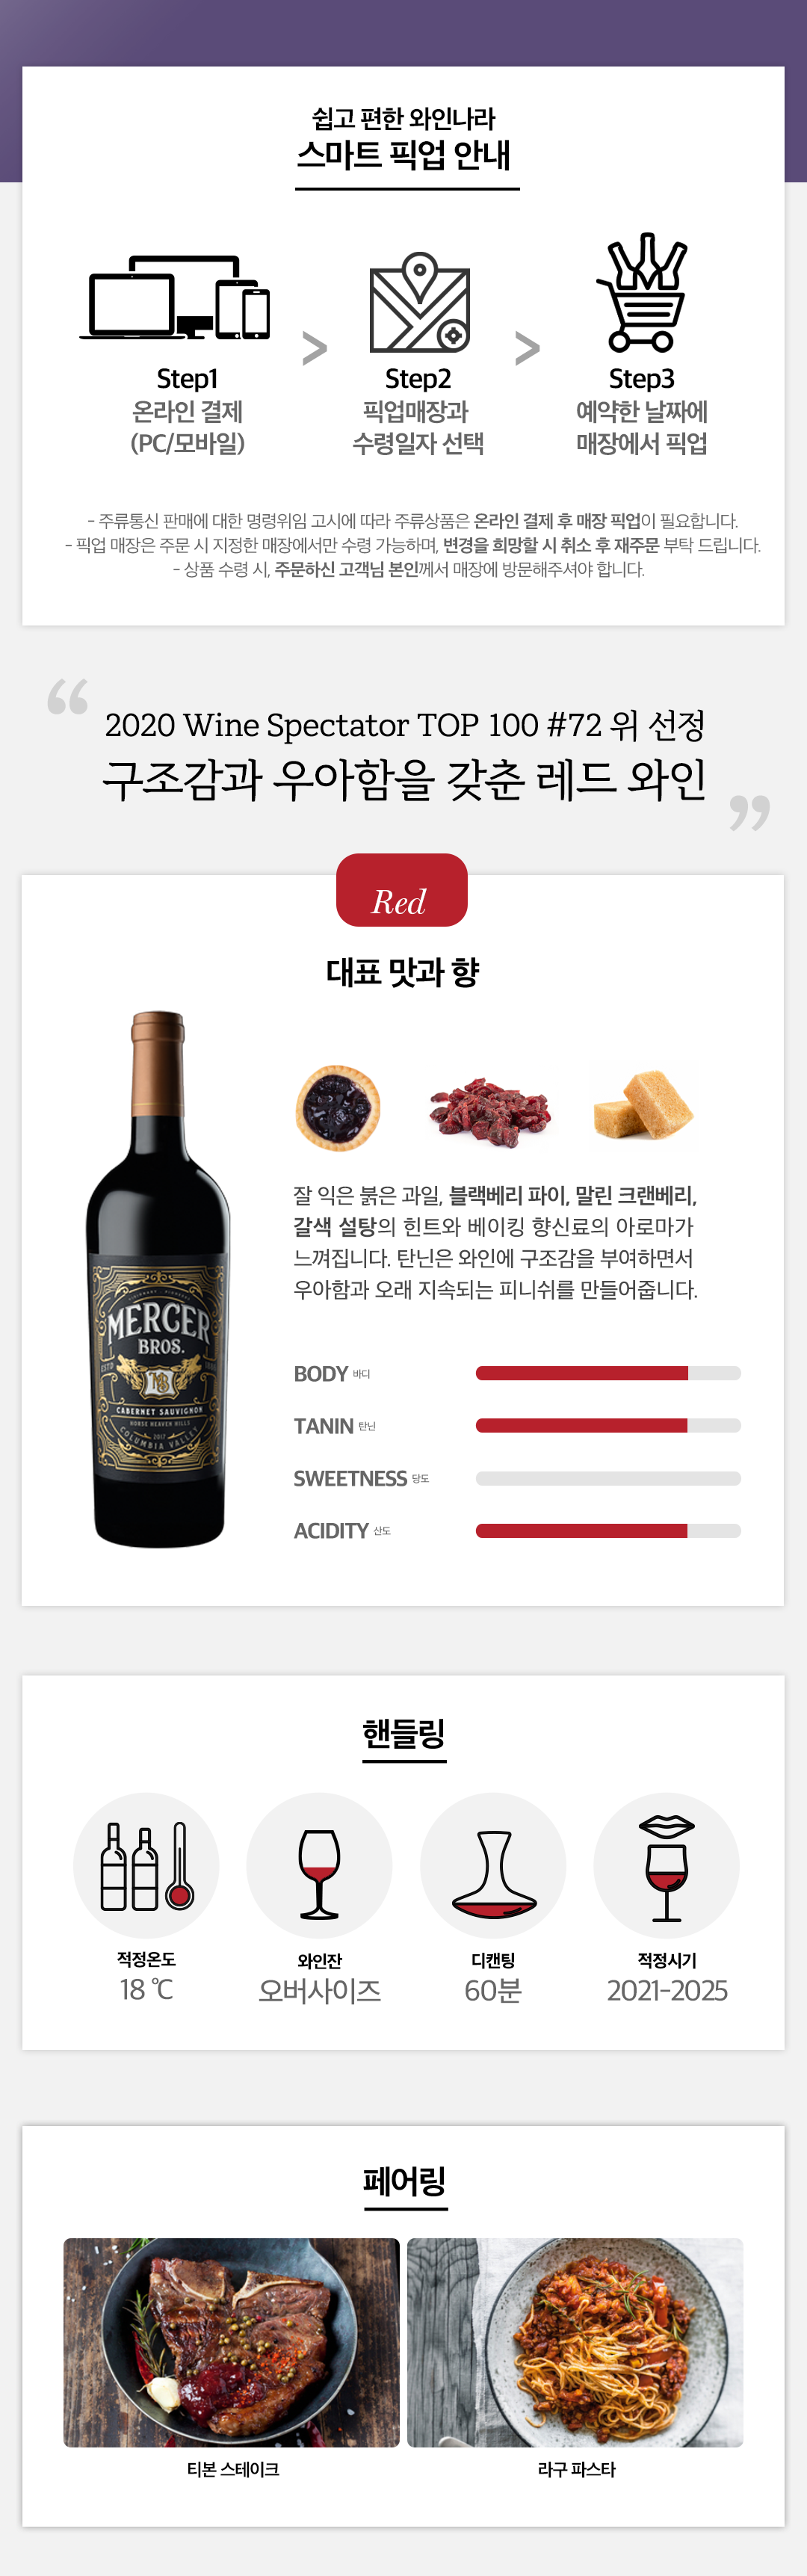 쉽고 편한 와인나라
스마트 픽업 안내
Step1
온라인 결제
(PC/모바일)
>
Step2
픽업매장과
수령일자 선택
>
Step3
예약한 날짜에
매장에서 픽업
- 주류통신 판매에 대한 명령위임 고시에 따라 주류상품은 온라인 결제 후 매장 픽업이 필요합니다.
- 픽업 매장은 주문 시 지정한 매장에서만 수령 가능하며, 변경을 희망할 시 취소 후 재주문 부탁 드립니다.
- 상품 수령 시, 주문하신 고객님 본인께서 매장에 방문해주셔야 합니다.
“ 2020 Wine Spectator TOP 100 #72 위 선정
구조감과 우아함을 갖춘 레드 와인 ”
Red
대표 맛과 향
잘 익은 붉은 과일, 블랙베리 파이, 말린 크랜베리,
갈색 설탕의 힌트와 베이킹 향신료의 아로마가
느껴집니다. 탄닌은 와인에 구조감을 부여하면서
우아함과 오래 지속되는 피니쉬를 만들어줍니다.
MERCER
BROS.
ESTD
MB
CABERNET SAUVIGNON
HORSE HEAVEN HILLS
2017
COLUMBIA VALLEY
BODY 바디
TANIN 탄닌
SWEETNESS 당도
ACIDITY 산도
핸들링
적정온도
18 ℃
와인잔
오버사이즈
디캔팅
60분
적정시기
2021-2025
페어링
티본 스테이크
라구 파스타